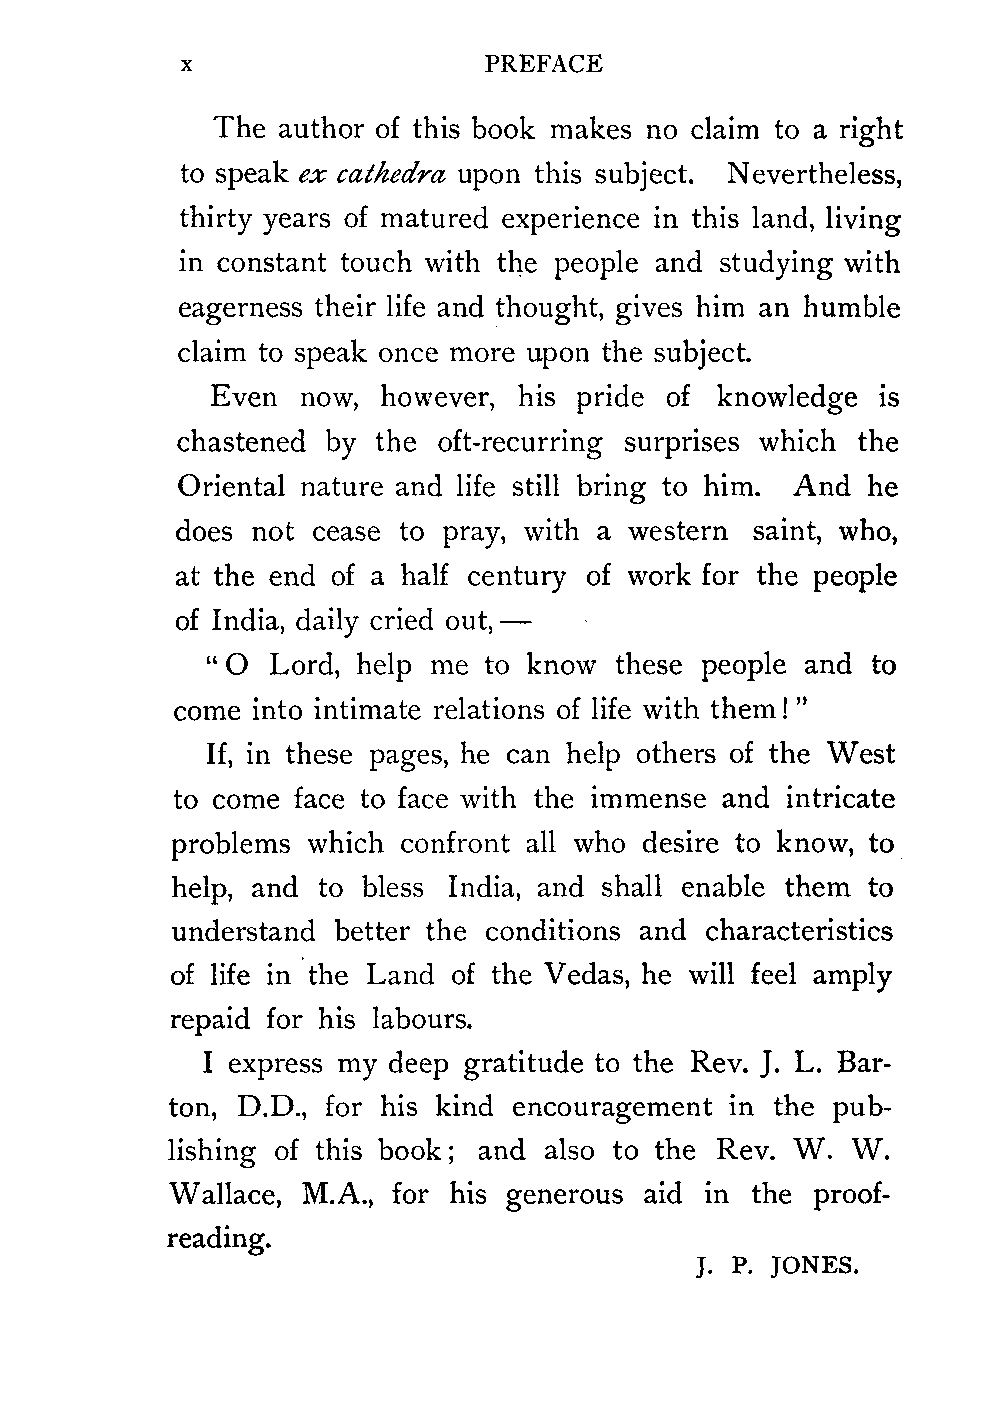 x PREFACE
The author of this book makes no claim to a right
to speak ex cathedra upon this subject. Nevertheless,
thirty years of matured experience in this land, living
in constant touch with the people and studying with
eagerness their life and thought, gives him an humble
claim to speak once more upon the subject.
Even now, however, his pride of knowledge is
chastened by the oft-recurring surprises which the
Oriental nature and life still bring to him. And he
does not cease to pray, with a western saint, who,
at the end of a half century of work for the people
of India, daily cried out, —
"O Lord, help me to know these people and to
come into intimate relations of life with them!"
If, in these pages, he can help others of the West
to come face to face with the immense and intricate
problems which confront all who desire to know, to
help, and to bless India, and shall enable them to
understand better the conditions and characteristics
of life in the Land of the Vedas, he will feel amply
repaid for his labours.
I express my deep gratitude to the Rev. J. L. Bar-
ton, D.D., for his kind encouragement in the pub-
lishing of this book; and also to the Rev. W. W.
Wallace, M.A., for his generous aid in the proof-
reading.
J. P. JONES.